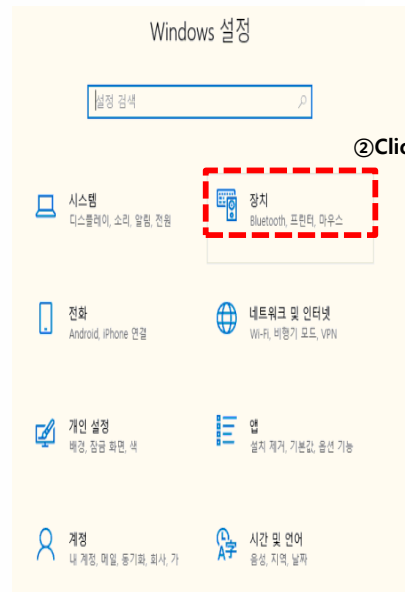 Windows 설정
설정 검색
②Clic
시스템
디스플레이, 소리, 알림, 전원
장치
Bluetooth, 프린터, 마우스
전화
Android, iPhone 연결
네트워크 및 인터넷
Wi-Fi, 비행기 모드, VPN
개인 설정
배경, 잠금 화면, 색
앱
설치 제거, 기본값, 옵션 기능
계정
내 계정, 메일, 동기화, 회사, 가
시간 및 언어
음성, 지역, 날짜